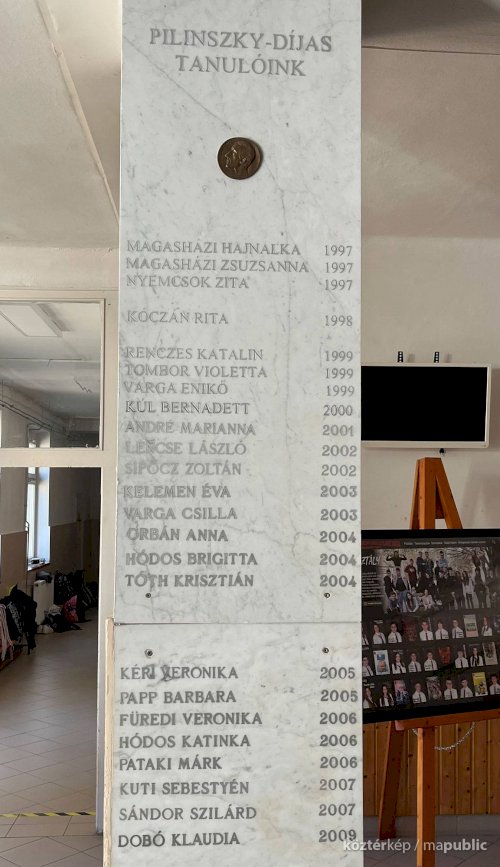 PILINSZKY-DÍJAS
TANULÓINK
MAGASHÁZI HAJNALKA 1997
MAGASHÁZI ZSUZSANNA 1997
NYEMCSOK ZITA 1997
KÓCZÁN RITA 1998
RENCZES KATALIN 1999
TOMBOR VIOLETTA 1999
VARGA ENIKŐ 1999
KÚL BERNADETT 2000
ANDRÉ MARIANNA 2001
LENCSE LÁSZLÓ 2002
SIPŐCZ ZOLTÁN 2002
KELEMEN ÉVA 2003
VARGA CSILLA 2003
ORBÁN ANNA 2004
HÓDOS BRIGITTA 2004
TÓTH KRISZTIÁN 2004
KÉRI VERONIKA 2005
PAPP BARBARA 2005
FÜREDI VERONIKA 2006
HÓDOS KATINKA 2006
PATAKI MÁRK 2006
KUTI SEBESTYÉN 2007
SÁNDOR SZILÁRD 2007
DOBÓ KLAUDIA 2009
köztérkép / mapublic